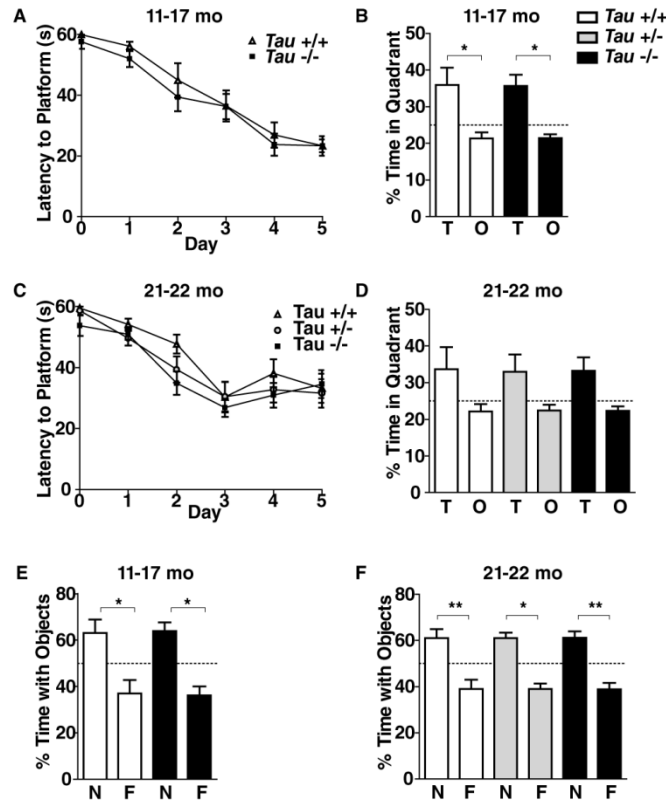 A
11-17 mo
Latency to Platform (s)
60
40
20
0
0 1 2 3 4 5
Day
Tau +/+
Tau -/-
B
11-17 mo
% Time in Quadrant
50
40
30
20
10
0
* *
T O T O
Tau +/+
Tau +/-
Tau -/-
C
21-22 mo
Latency to Platform (s)
60
40
20
0
0 1 2 3 4 5
Day
Tau +/+
Tau +/-
Tau -/-
D
21-22 mo
% Time in Quadrant
50
40
30
20
10
0
T O T O T O
E
11-17 mo
% Time with Objects
80
60
40
20
0
* *
N F N F
F
21-22 mo
% Time with Objects
80
60
40
20
0
** * **
N F N F N F